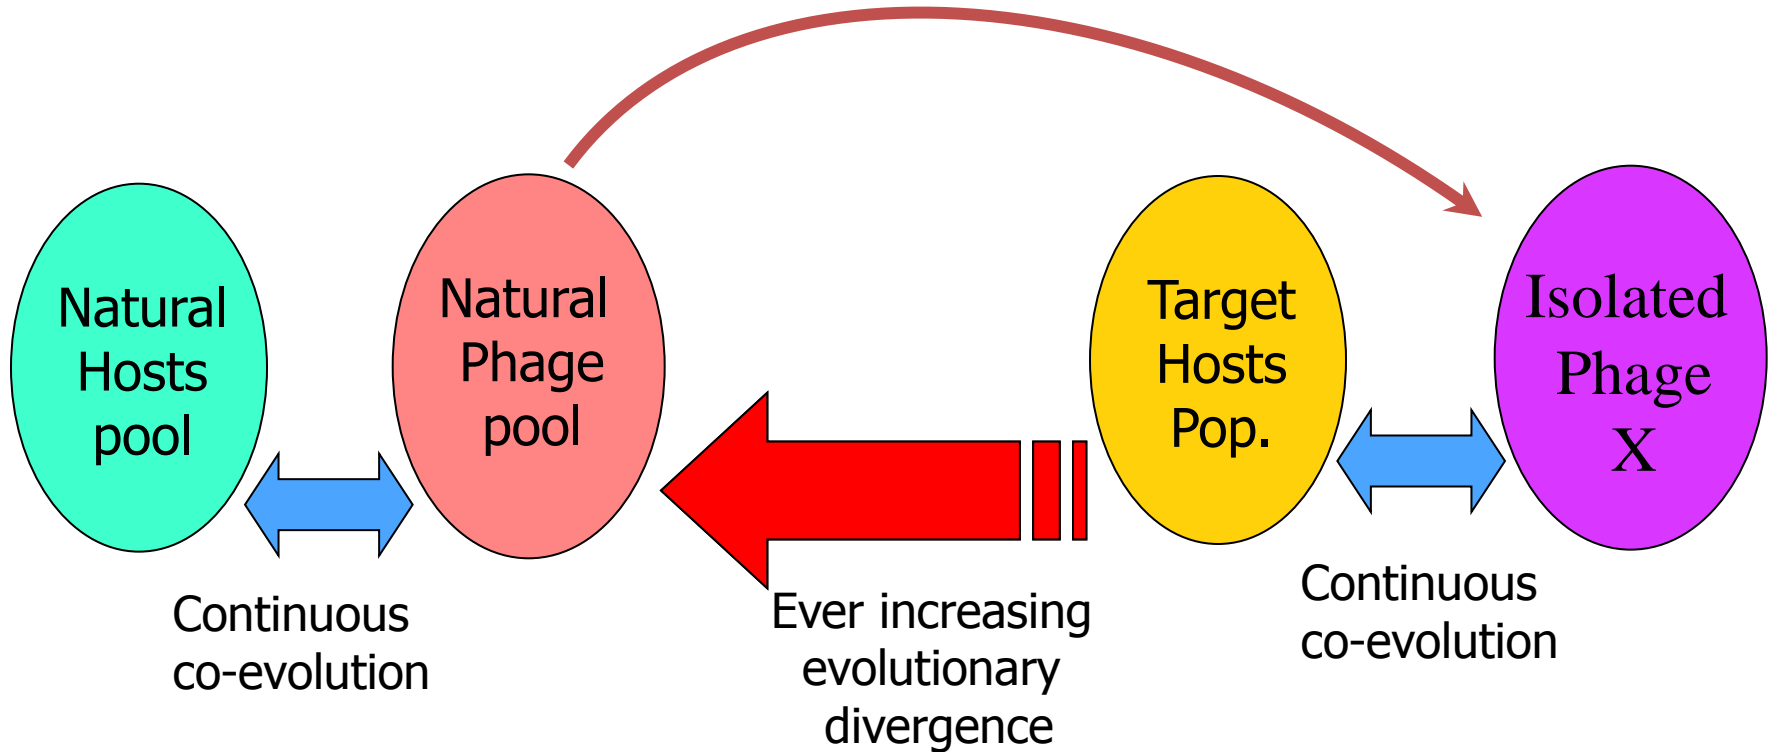 Natural
Hosts
pool
Natural
Phage
pool
Target
Hosts
Pop.
Isolated
Phage
X
Continuous
co-evolution
Ever increasing
evolutionary
divergence
Continuous
co-evolution